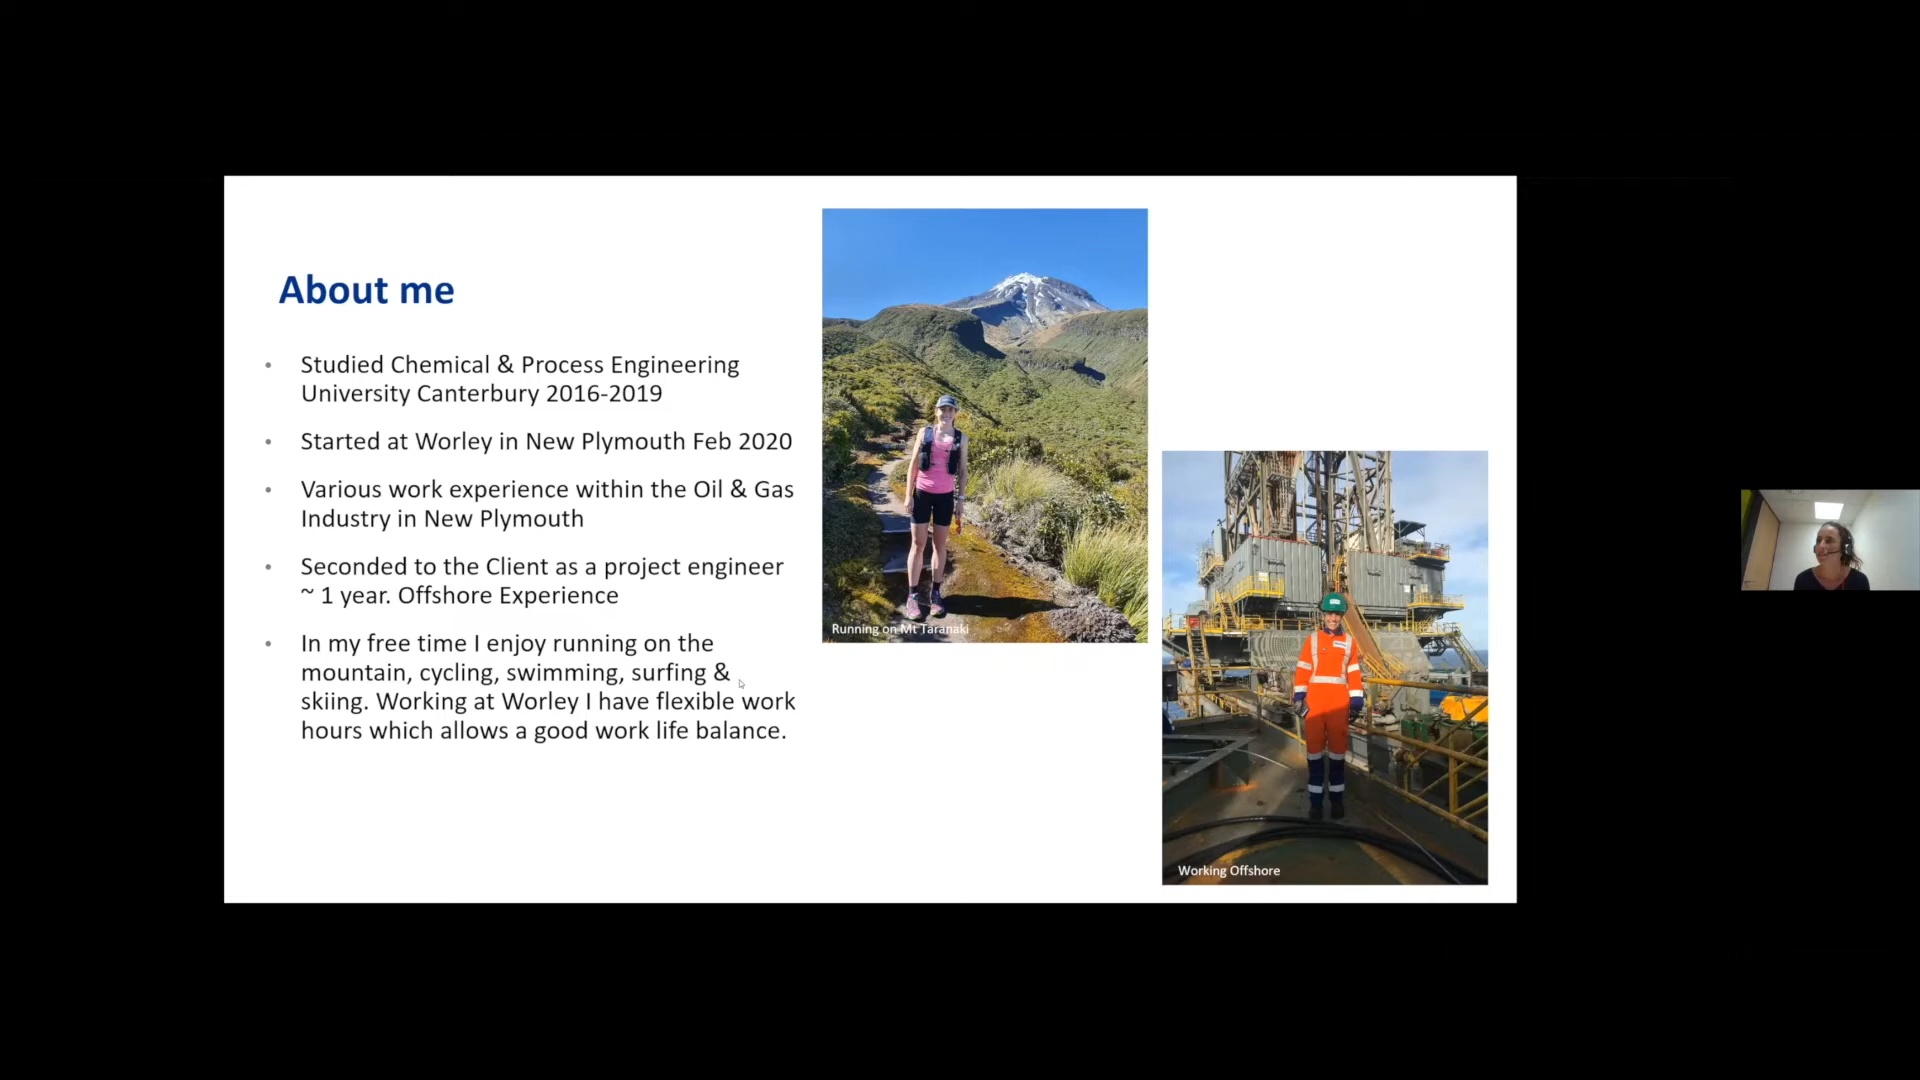 About me
• Studied Chemical & Process Engineering
University Canterbury 2016-2019
• Started at Worley in New Plymouth Feb 2020
• Various work experience within the Oil & Gas
Industry in New Plymouth
• Seconded to the Client as a project engineer
~ 1 year. Offshore Experience
• In my free time I enjoy running on the
mountain, cycling, swimming, surfing &
skiing. Working at Worley I have flexible work
hours which allows a good work life balance.
Running on Mt Taranaki
Working Offshore